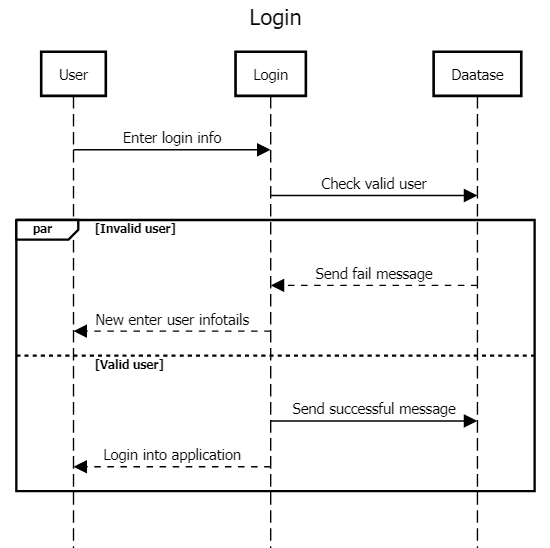 Login
User
Login
Daatase
Enter login info
Check valid user
par
[Invalid user]
Send fail message
New enter user infotails
[Valid user]
Send successful message
Login into application